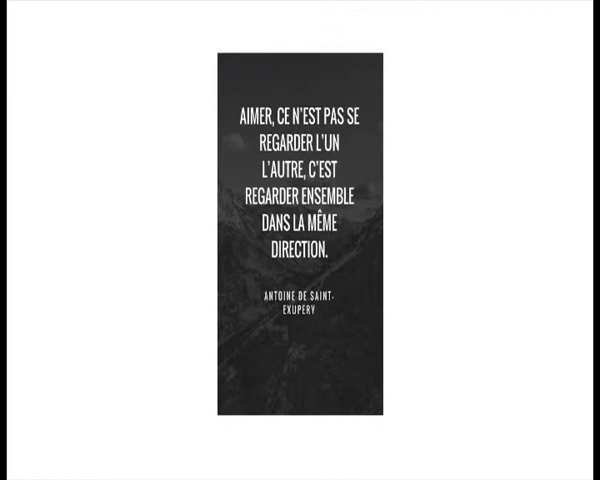 AIMER, CE N'EST PAS SE
REGARDER L'UN
L'AUTRE, C'EST
REGARDER ENSEMBLE
DANS LA MÊME
DIRECTION.
ANTOINE DE SAINT-
EXUPERY